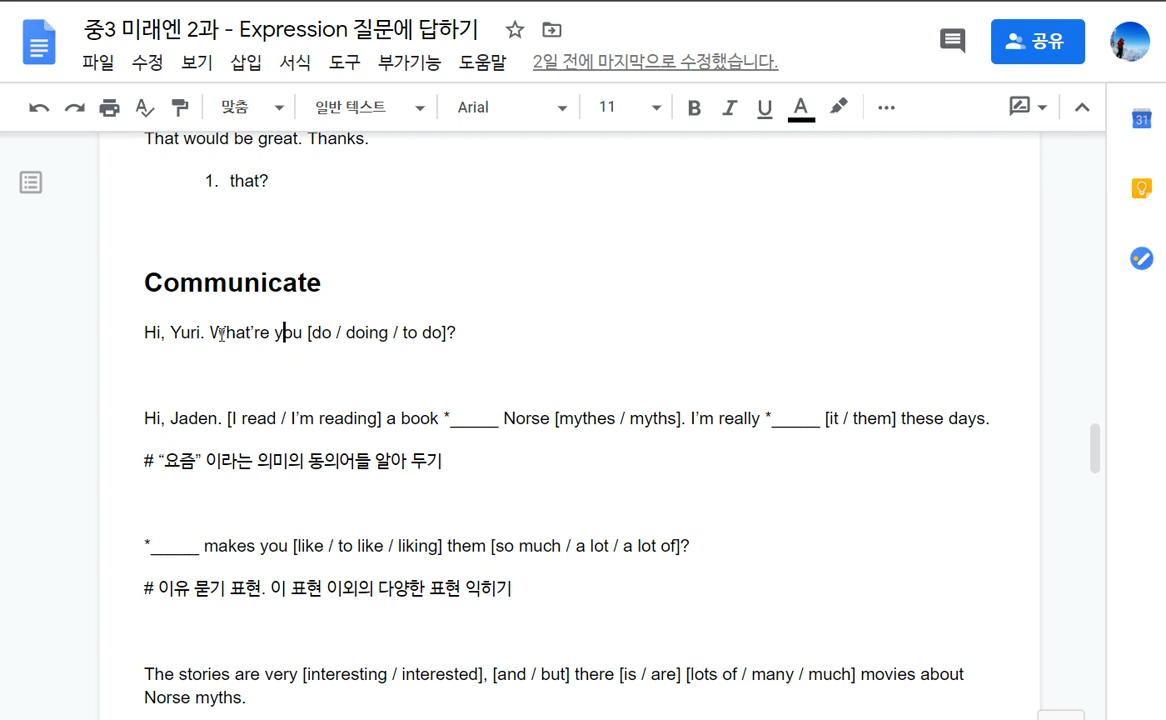 중3 미래엔 2과 - Expression 질문에 답하기
공유
파일 수정 보기 삽입 서식 도구 부가기능 도움말 2일 전에 마지막으로 수정했습니다.
맞춤 일반 텍스트 Arial 11 B I U A
31
That would be great. Thanks.
1. that?
Communicate
Hi, Yuri. What're you [do / doing / to do]?
Hi, Jaden. [I read / I'm reading] a book *_____ Norse [mythes / myths]. I'm really *_____ [it / them] these days.
# “요즘” 이라는 의미의 동의어들 알아 두기
*_____ makes you [like / to like / liking] them [so much / a lot / a lot of]?
# 이유 묻기 표현. 이 표현 이외의 다양한 표현 익히기
The stories are very [interesting / interested], [and / but] there [is / are] [lots of / many / much] movies about
Norse myths.